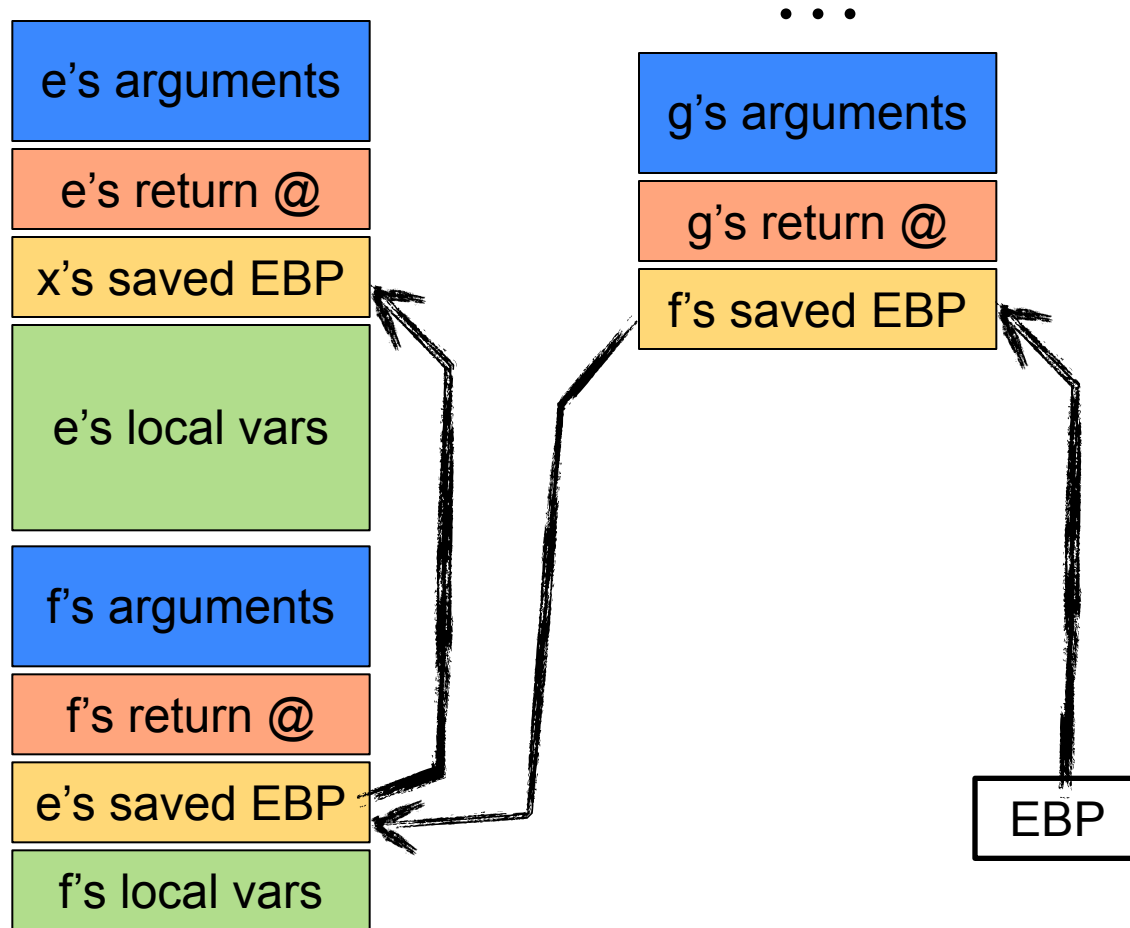 e’s arguments
e’s return @
x’s saved EBP
e’s local vars
f’s arguments
f’s return @
e’s saved EBP
f’s local vars
. . .
g’s arguments
g’s return @
f’s saved EBP
EBP